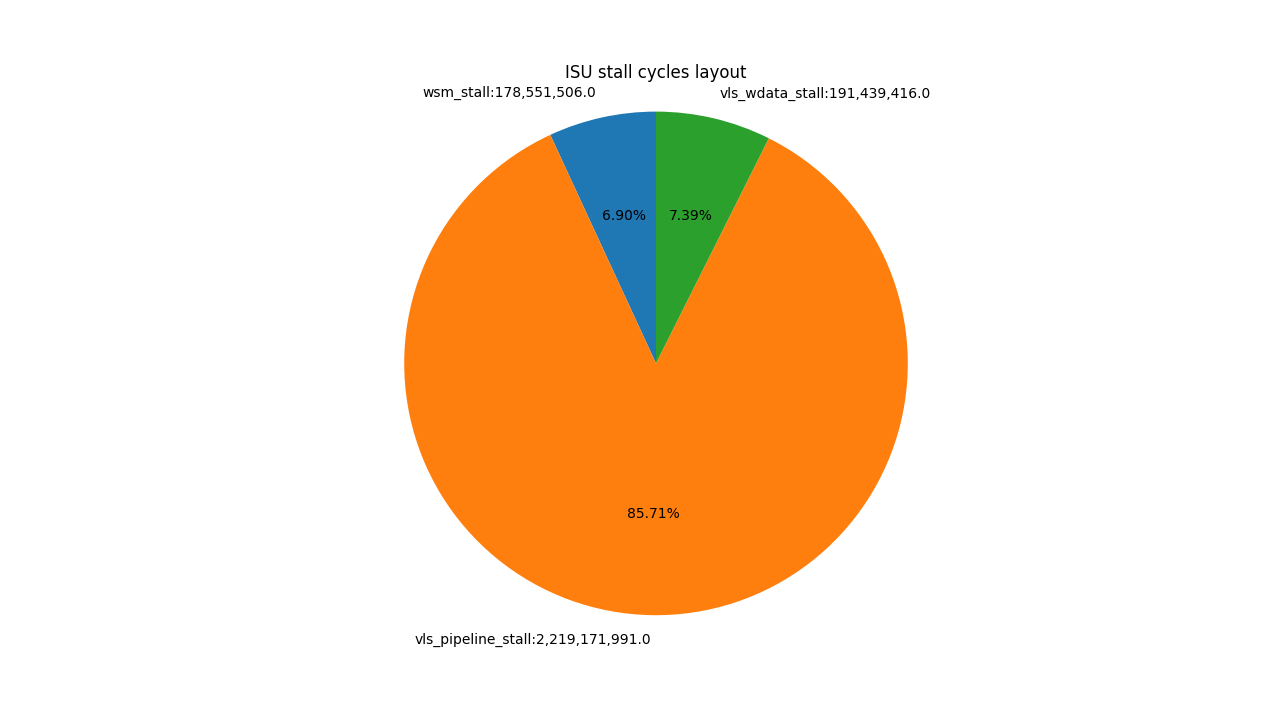 ISU stall cycles layout
wsm_stall:178,551,506.0
vls_wdata_stall:191,439,416.0
6.90%
7.39%
85.71%
vls_pipeline_stall:2,219,171,991.0